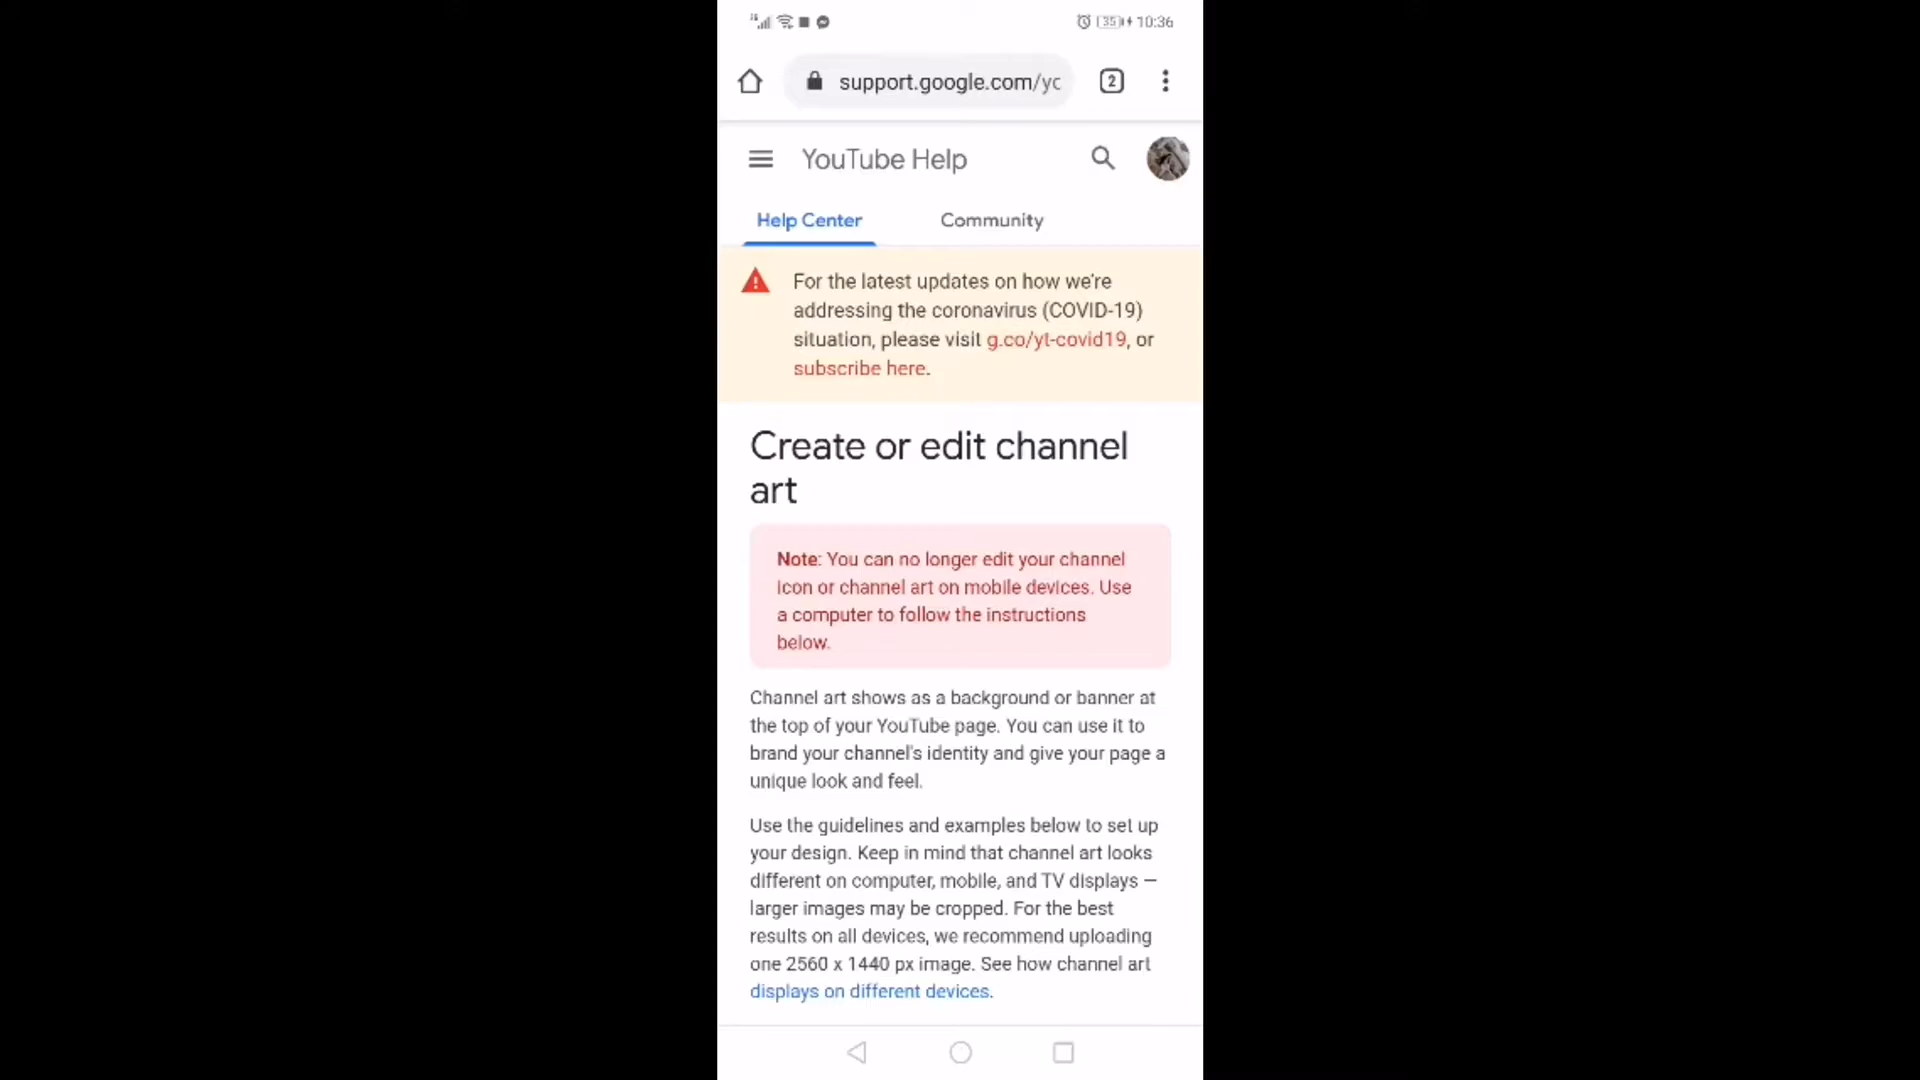 35 10:36
support.google.com/yc
2
YouTube Help
Help Center Community
For the latest updates on how we're
addressing the coronavirus (COVID-19)
situation, please visit g.co/yt-covid19, or
subscribe here.
Create or edit channel
art
Note: You can no longer edit your channel
icon or channel art on mobile devices. Use
a computer to follow the instructions
below.
Channel art shows as a background or banner at
the top of your YouTube page. You can use it to
brand your channel's identity and give your page a
unique look and feel.
Use the guidelines and examples below to set up
your design. Keep in mind that channel art looks
different on computer, mobile, and TV displays —
larger images may be cropped. For the best
results on all devices, we recommend uploading
one 2560 x 1440 px image. See how channel art
displays on different devices.